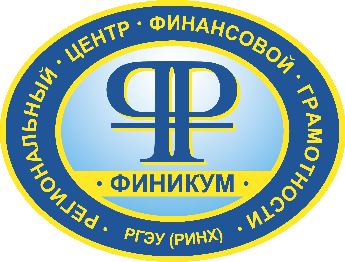 · РЕГИОНАЛЬНЫЙ · ЦЕНТР · ФИНАНСОВОЙ · ГРАМОТНОСТИ ·
· ФИНИКУМ ·
РГЭУ (РИНХ)